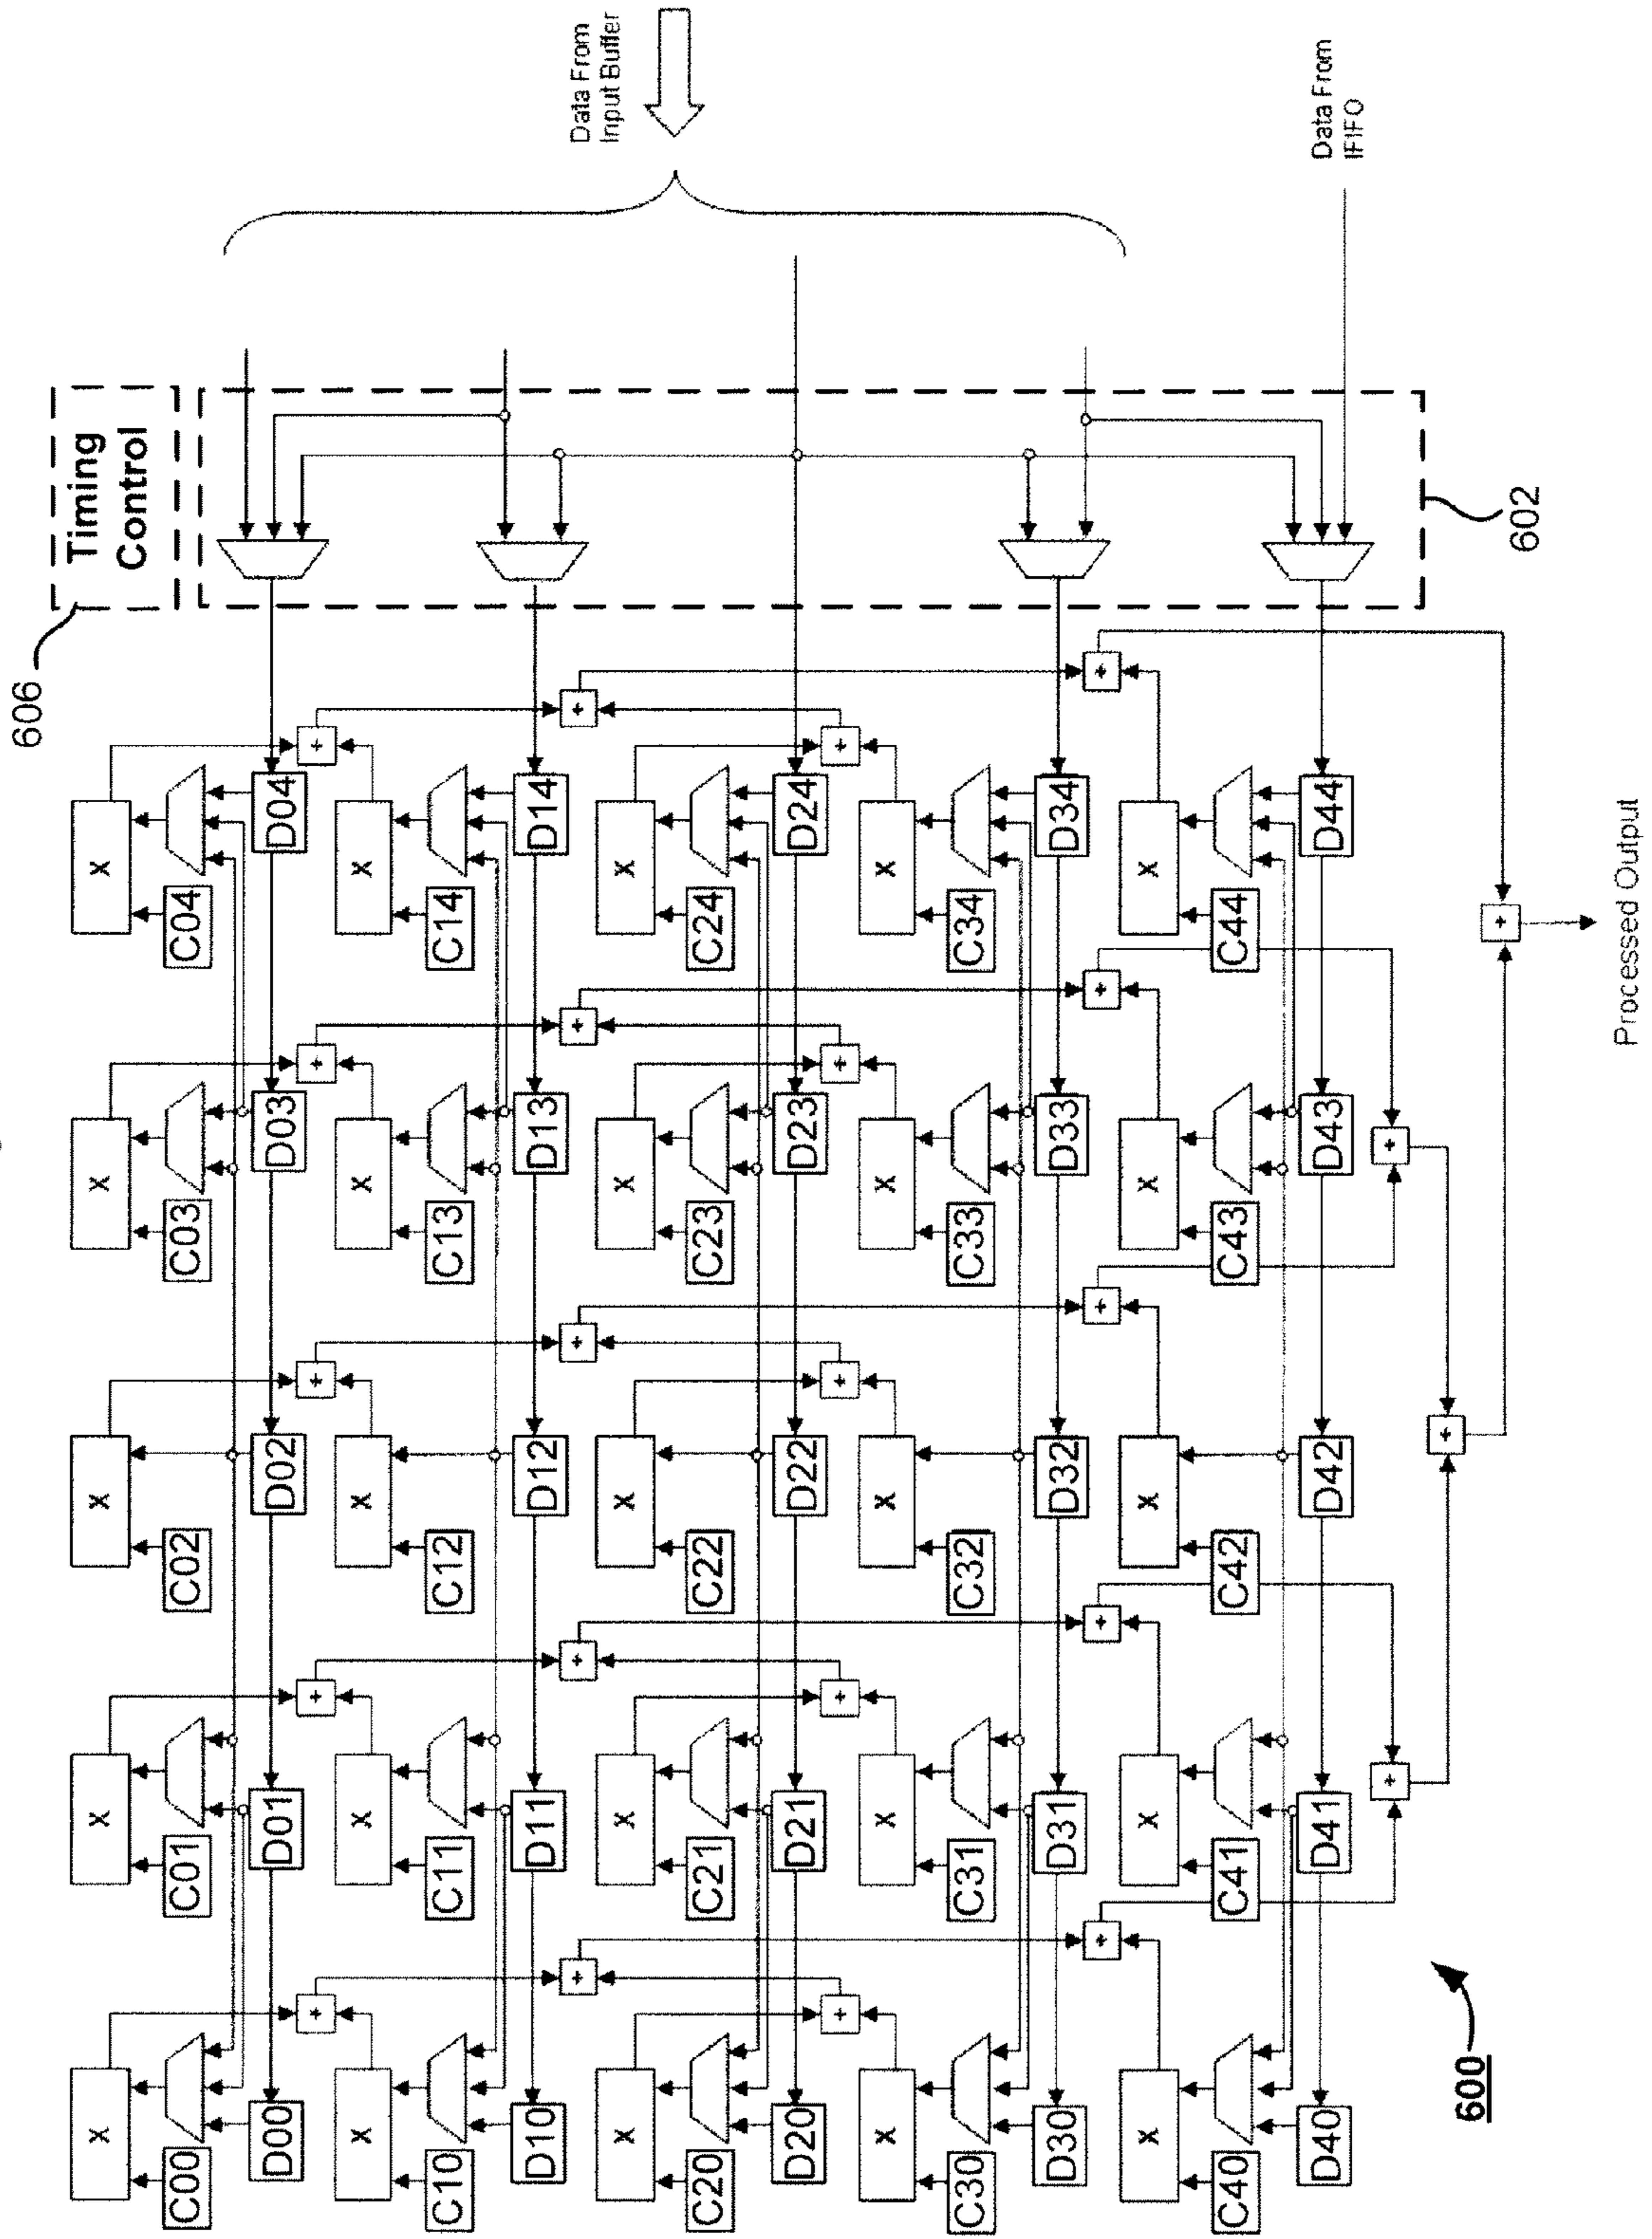 606
Timing
Control
Data From
Input Buffer
Data From
IFIFO
602
X X X X X
C00 C01 C02 C03 C04
D00 D01 D02 D03 D04
+ + + + +
X X X X X
C10 C11 C12 C13 C14
D10 D11 D12 D13 D14
+ + + + +
X X X X X
C20 C21 C22 C23 C24
D20 D21 D22 D23 D24
+ + + + +
X X X X X
C30 C31 C32 C33 C34
D30 D31 D32 D33 D34
+ + + + +
X X X X X
C40 C41 C42 C43 C44
D40 D41 D42 D43 D44
+ +
+
+
Processed Output
600